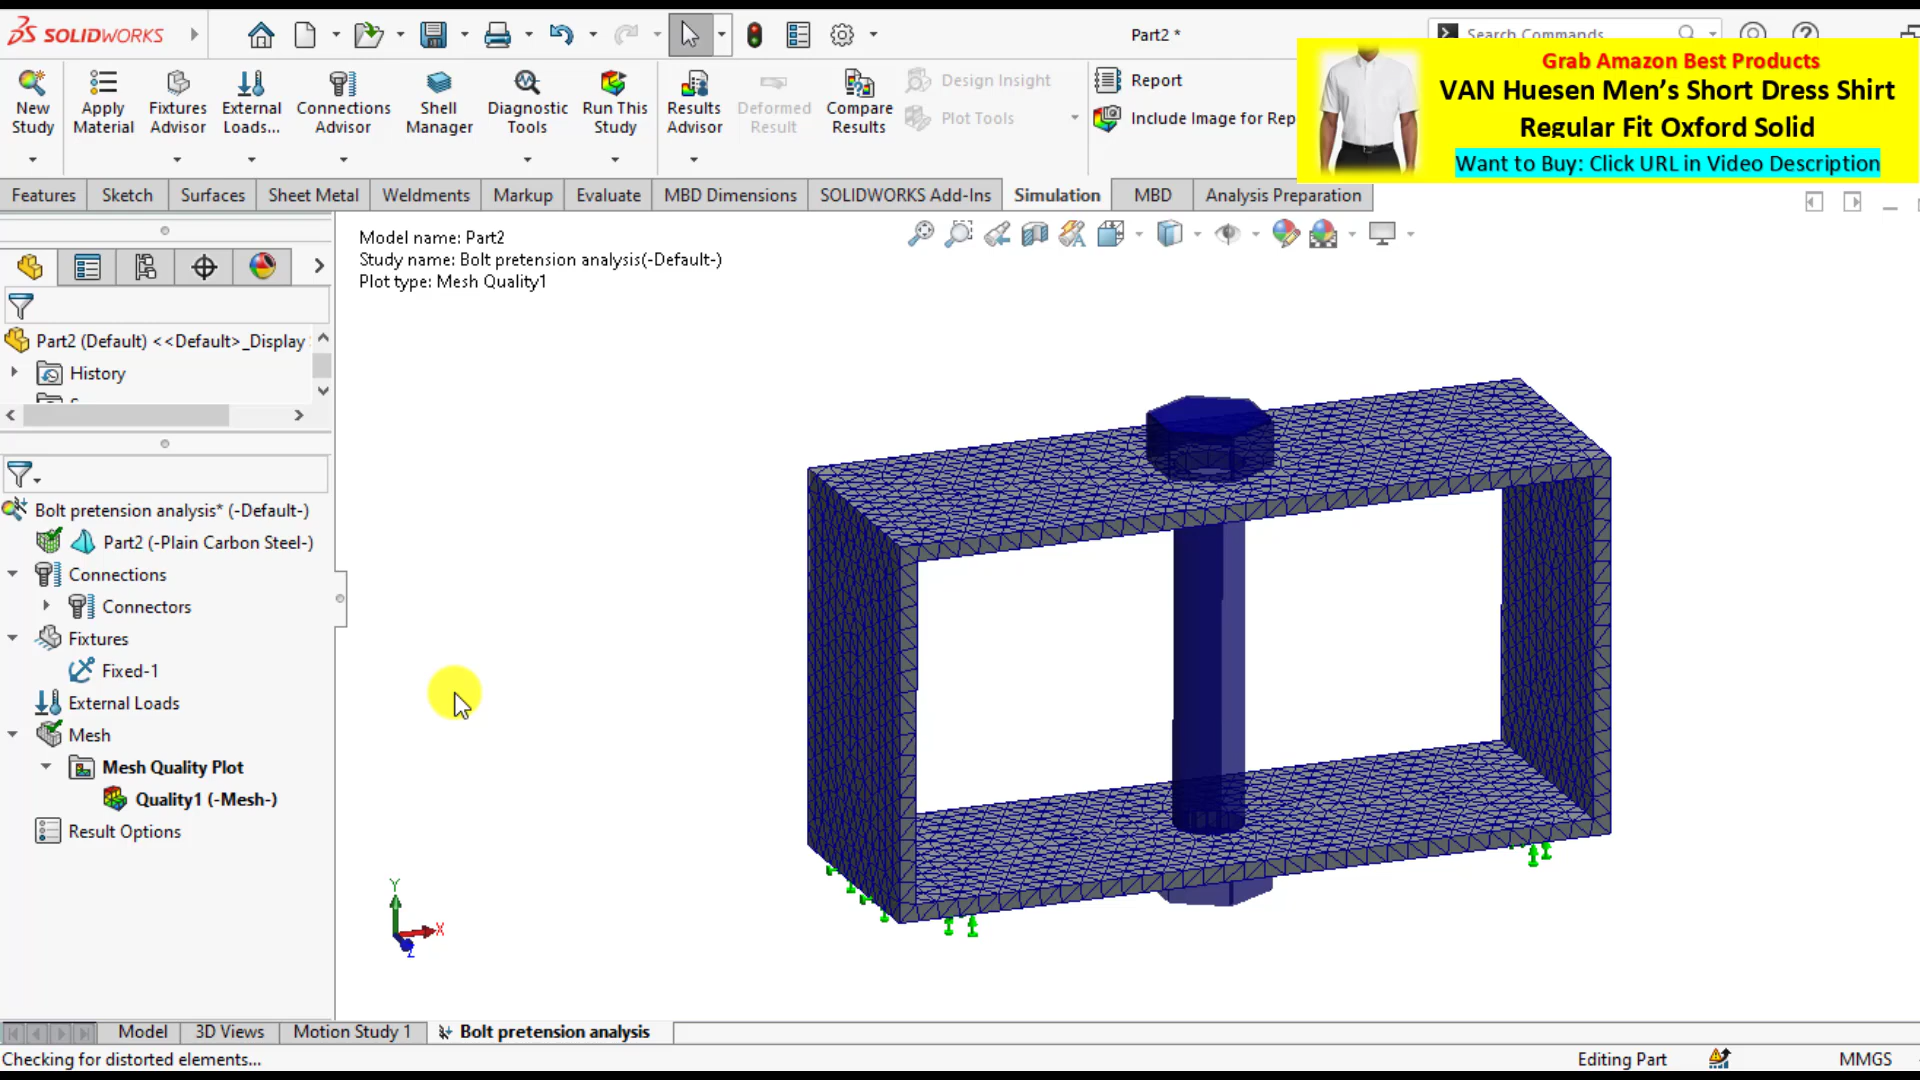 SOLIDWORKS
Part2 *
Search Commands
Grab Amazon Best Products
VAN Huesen Men's Short Dress Shirt
Regular Fit Oxford Solid
Want to Buy: Click URL in Video Description
New Study
Apply Material
Fixtures Advisor
External Loads...
Connections Advisor
Shell Manager
Diagnostic Tools
Run This Study
Results Advisor
Deformed Result
Compare Results
Design Insight
Plot Tools
Report
Include Image for Rep
Features
Sketch
Surfaces
Sheet Metal
Weldments
Markup
Evaluate
MBD Dimensions
SOLIDWORKS Add-Ins
Simulation
MBD
Analysis Preparation
Model name: Part2
Study name: Bolt pretension analysis(-Default-)
Plot type: Mesh Quality1
Part2 (Default) <<Default>_Display
History
Bolt pretension analysis* (-Default-)
Part2 (-Plain Carbon Steel-)
Connections
Connectors
Fixtures
Fixed-1
External Loads
Mesh
Mesh Quality Plot
Quality1 (-Mesh-)
Result Options
Y
X
Z
Model
3D Views
Motion Study 1
Bolt pretension analysis
Checking for distorted elements...
Editing Part
MMGS